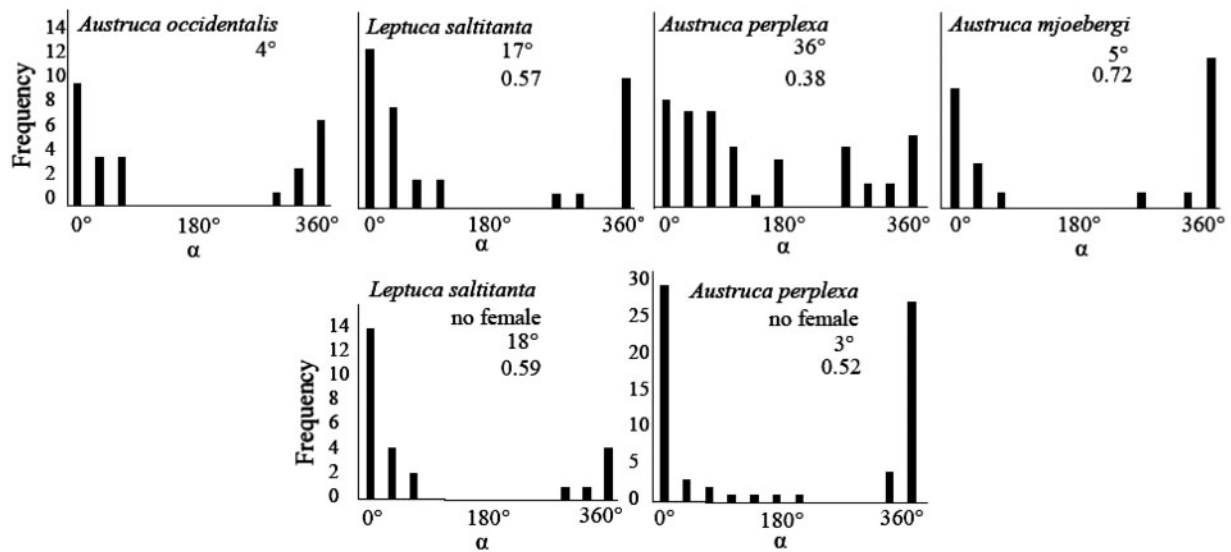 Austruca occidentalis
4°
Leptuca saltitanta
17°
0.57
Austruca perplexa
36°
0.38
Austruca mjoebergi
5°
0.72
Frequency
14
12
10
8
6
4
2
0
0° 180° 360°
α
0° 180° 360°
α
0° 180° 360°
α
0° 180° 360°
α
Leptuca saltitanta
no female
18°
0.59
Frequency
14
12
10
8
6
4
2
0
0° 180° 360°
α
Austruca perplexa
no female
3°
0.52
30
25
20
15
10
5
0
0° 180° 360°
α